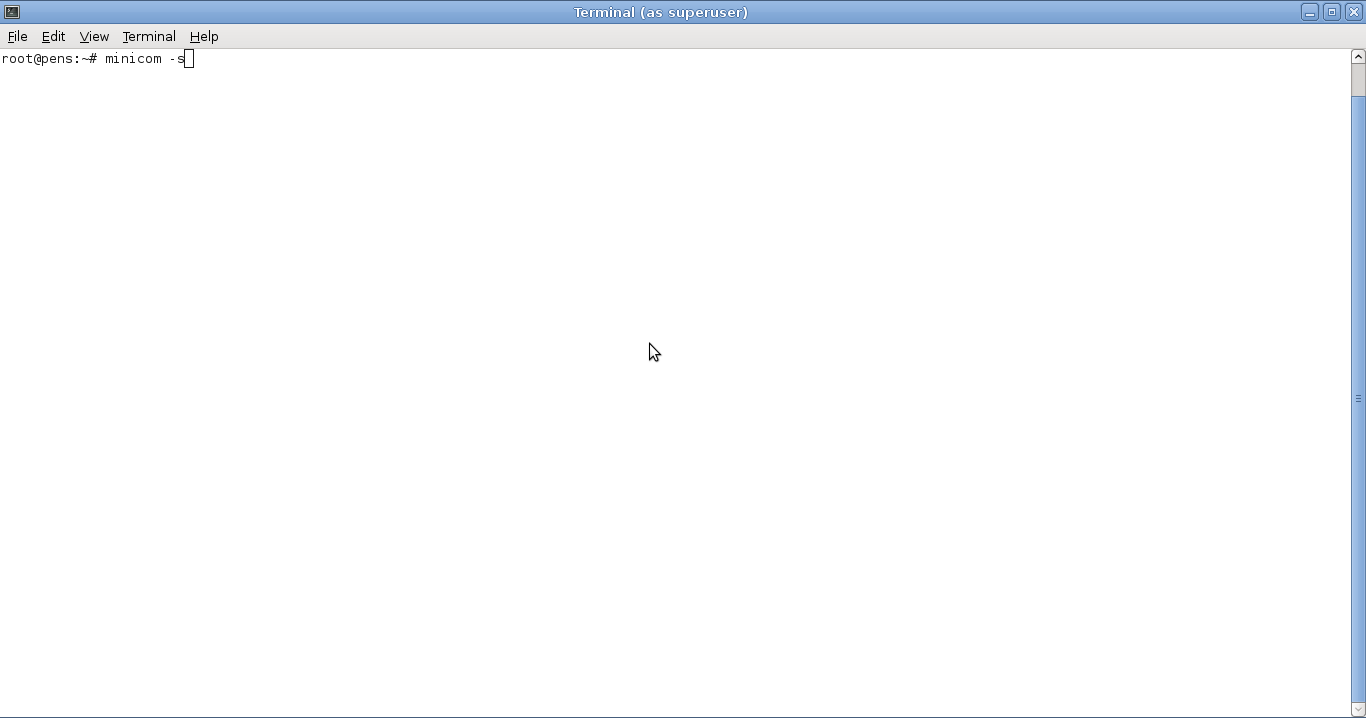 Terminal (as superuser)
File Edit View Terminal Help
root@pens:~# minicom -s